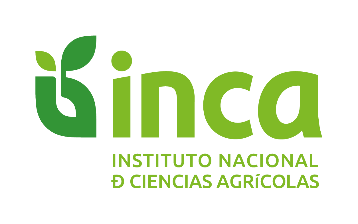 inca
INSTITUTO NACIONAL
Đ CIENCIAS AGRÍCOLAS